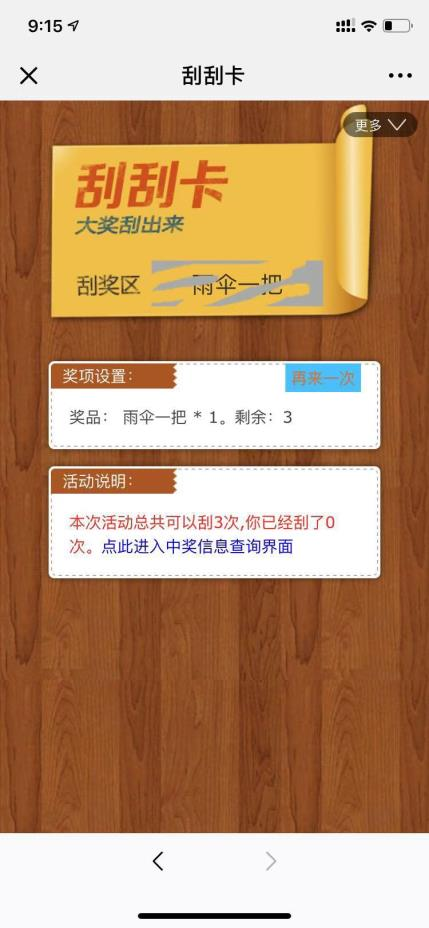 9:15
刮刮卡
更多
刮刮卡
大奖刮出来
刮奖区 雨伞一把
奖项设置：
再来一次
奖品： 雨伞一把 * 1。剩余：3
活动说明：
本次活动总共可以刮3次,你已经刮了0
次。点此进入中奖信息查询界面